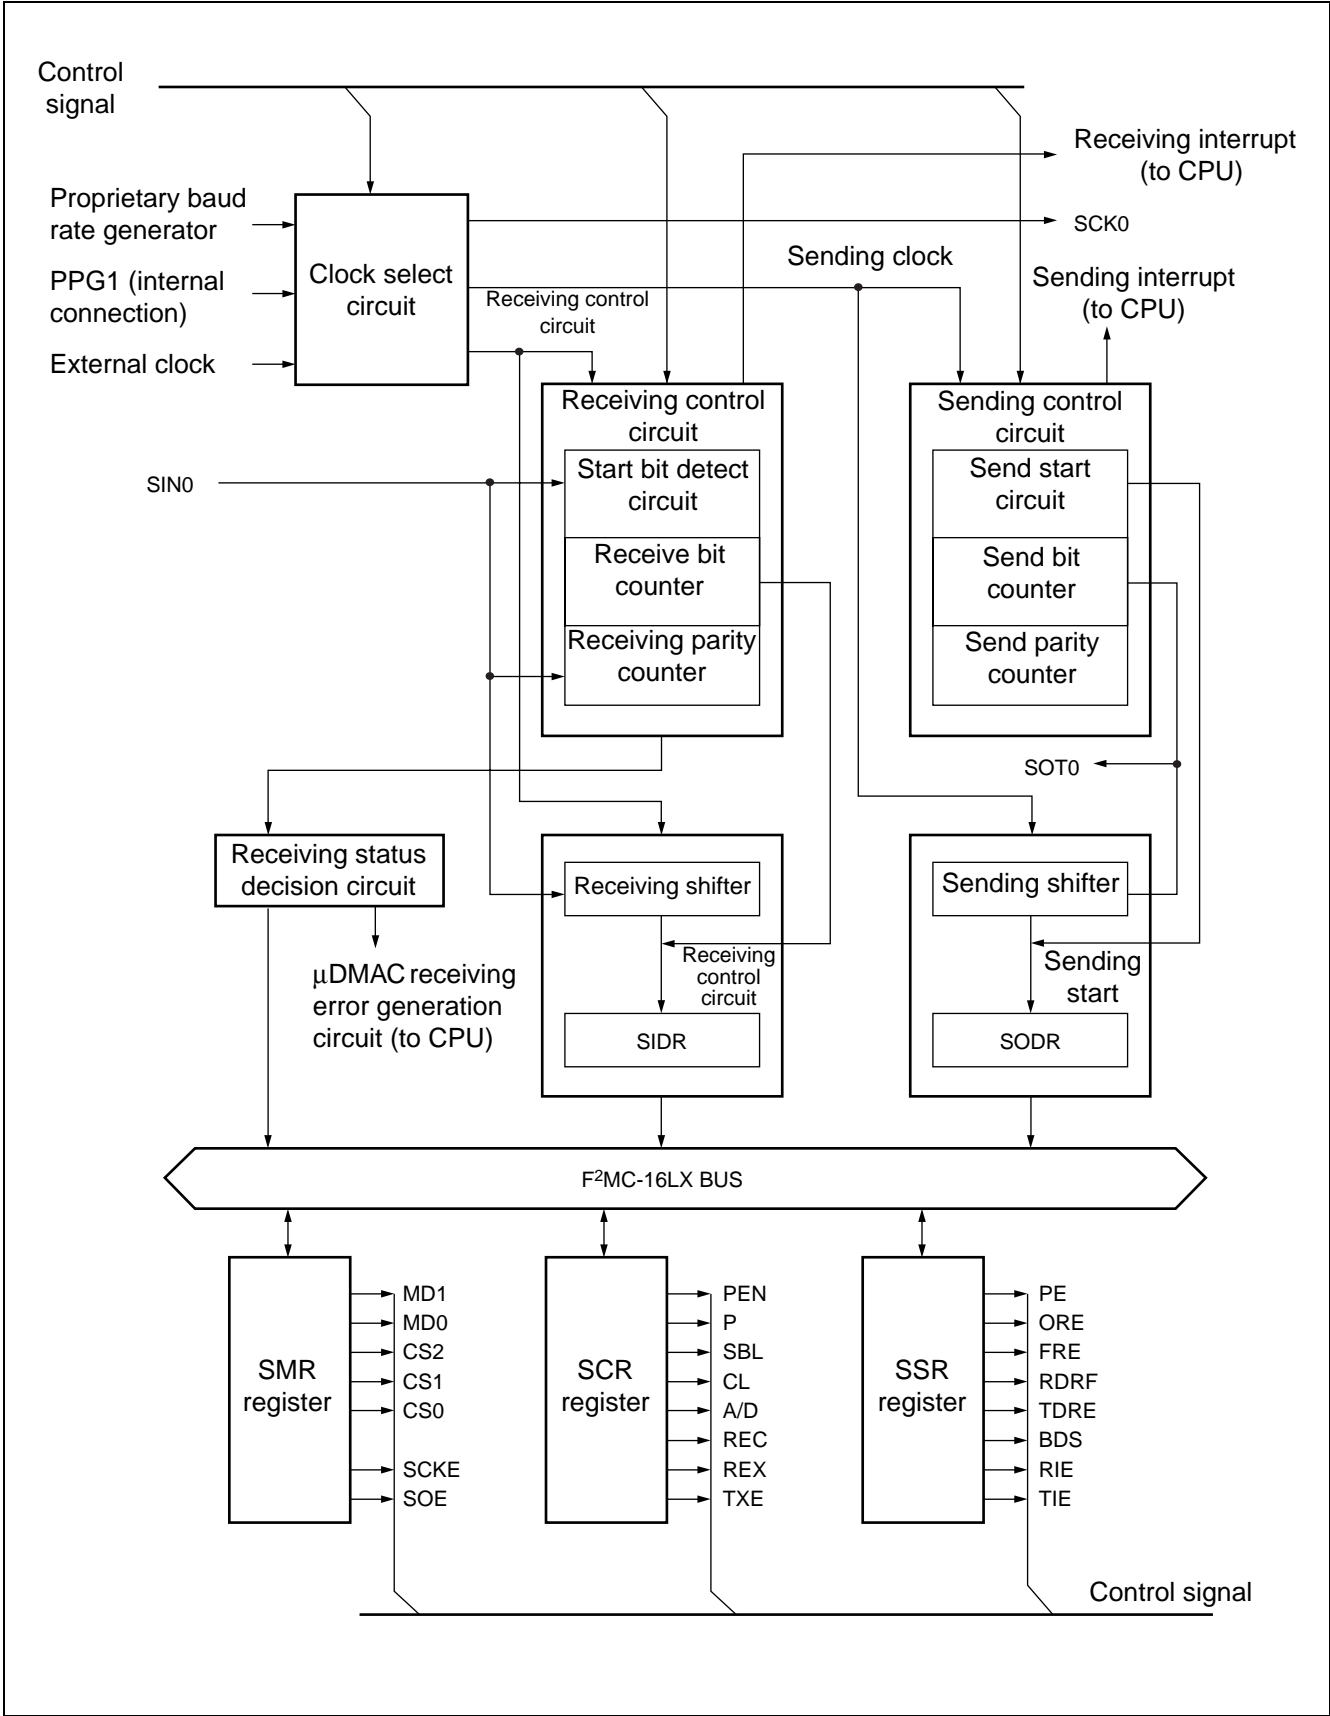 Control
signal
Receiving interrupt
(to CPU)
Proprietary baud
rate generator
SCK0
Clock select
circuit
Sending clock
PPG1 (internal
connection)
Receiving control
circuit
Sending interrupt
(to CPU)
External clock
Receiving control
circuit
Sending control
circuit
SIN0
Start bit detect
circuit
Send start
circuit
Receive bit
counter
Send bit
counter
Receiving parity
counter
Send parity
counter
SOT0
Receiving status
decision circuit
Receiving shifter
Sending shifter
μDMAC receiving
error generation
circuit (to CPU)
Receiving
control
circuit
Sending
start
SIDR
SODR
F²MC-16LX BUS
SMR
register
MD1
MD0
CS2
CS1
CS0
SCKE
SOE
SCR
register
PEN
P
SBL
CL
A/D
REC
REX
TXE
SSR
register
PE
ORE
FRE
RDRF
TDRE
BDS
RIE
TIE
Control signal